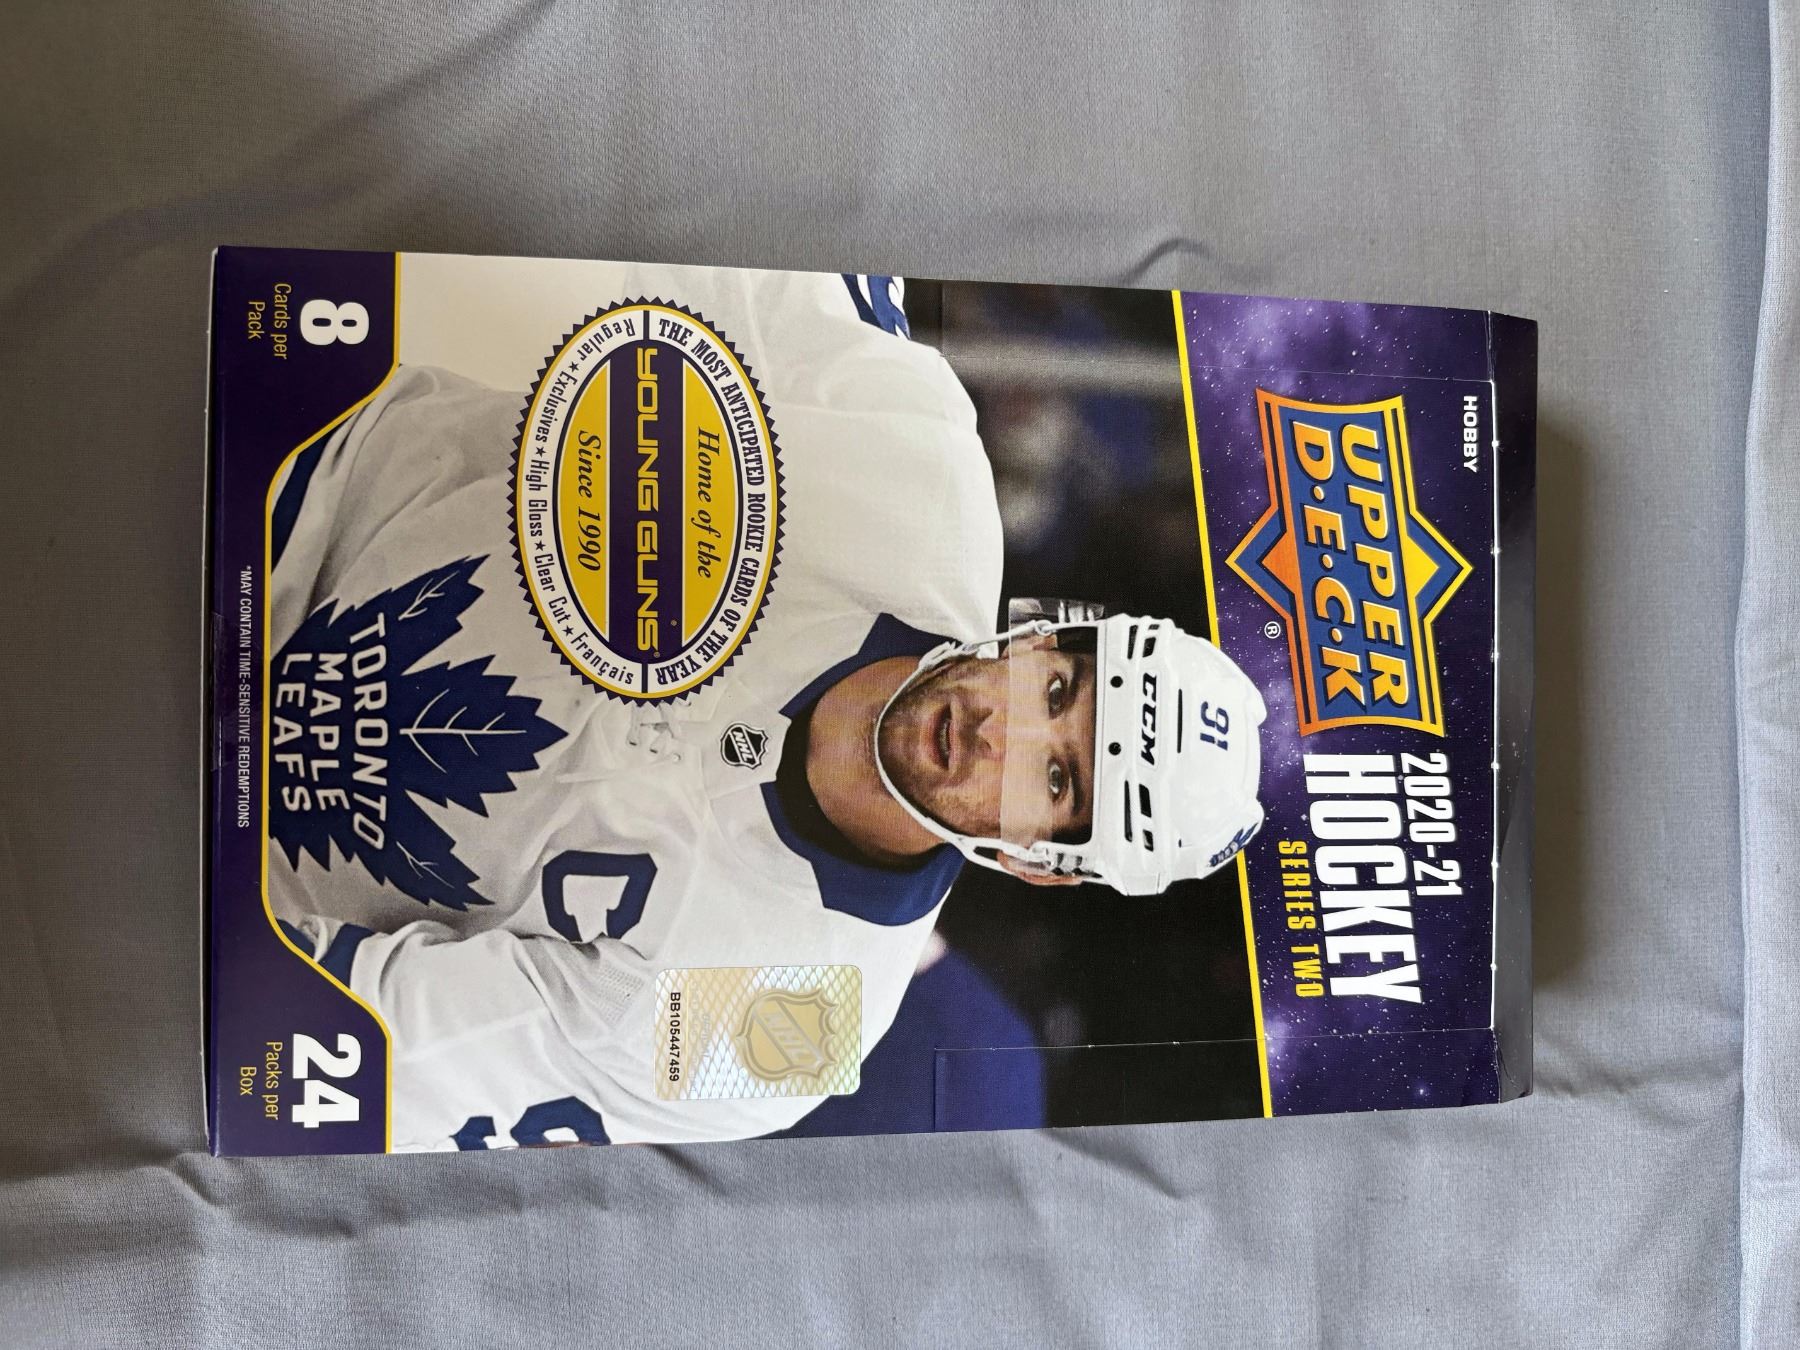 HOBBY
UPPER
D·E·C·K
®
2020-21
HOCKEY
SERIES TWO
91
CCM
THE MOST ANTICIPATED ROOKIE CARDS OF THE YEAR
Home of the
YOUNG GUNS®
Since 1990
Regular ★ Exclusives ★ High Gloss ★ Clear Cut ★ Français
NHL
C
NHL
BB105447459
TORONTO
MAPLE
LEAFS
8
Cards per
Pack
24
Packs per
Box
*MAY CONTAIN TIME-SENSITIVE REDEMPTIONS